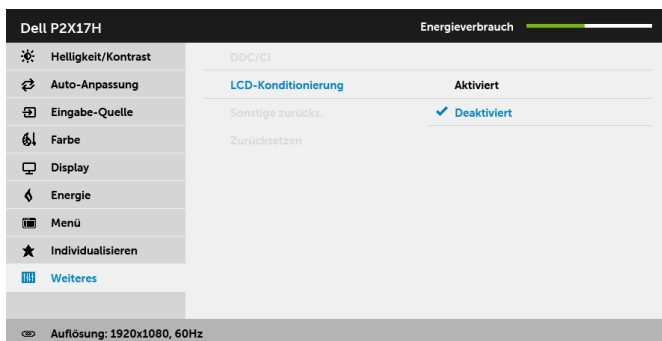 Dell P2X17H Energieverbrauch
Helligkeit/Kontrast DDC/CI
Auto-Anpassung LCD-Konditionierung Aktiviert
Eingabe-Quelle Sonstige zurücks. Deaktiviert
Farbe Zurücksetzen
Display
Energie
Menü
Individualisieren
Weiteres
Auflösung: 1920x1080, 60Hz